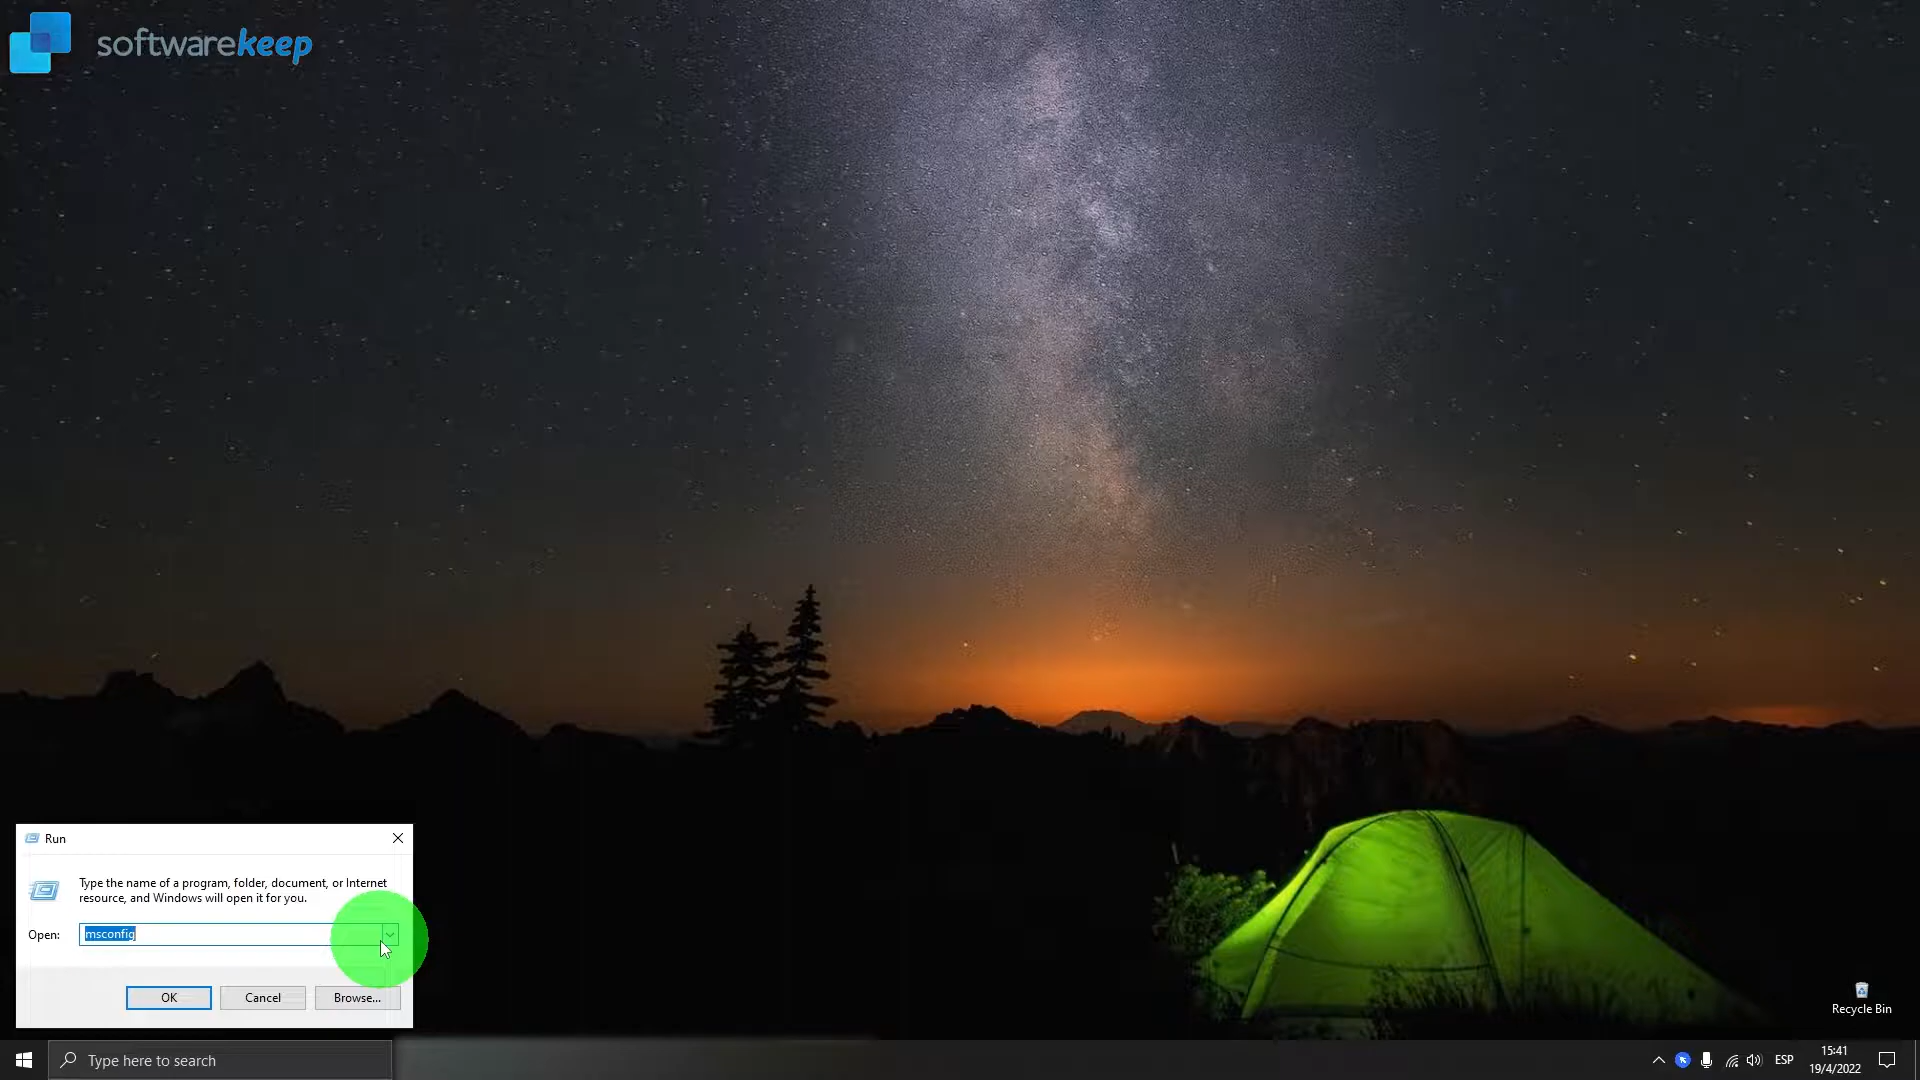 softwarekeep
Run
Type the name of a program, folder, document, or Internet
resource, and Windows will open it for you.
Open:
msconfig
OK
Cancel
Browse...
Recycle Bin
Type here to search
ESP
15:41
19/4/2022